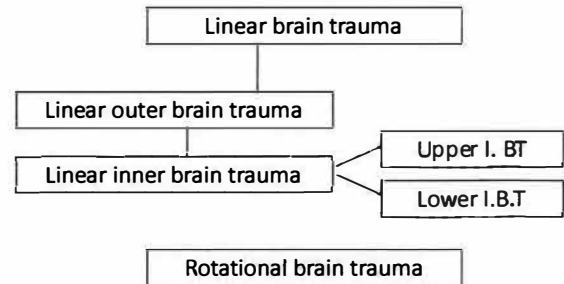 Linear brain trauma
Linear outer brain trauma
Linear inner brain trauma
Upper I. BT
Lower I.B.T
Rotational brain trauma